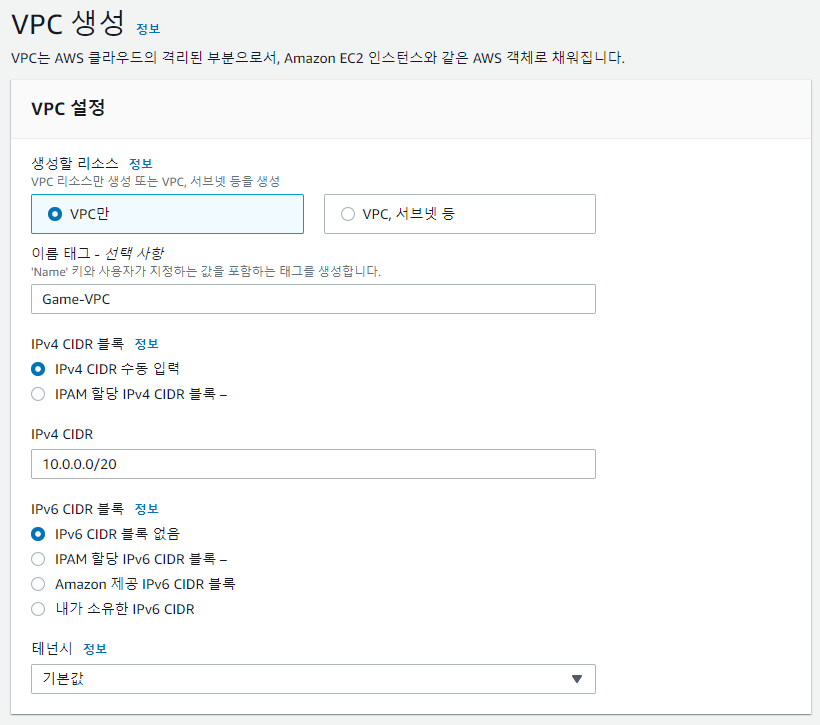 VPC 생성 정보
VPC는 AWS 클라우드의 격리된 부분으로서, Amazon EC2 인스턴스와 같은 AWS 객체로 채워집니다.
VPC 설정
생성할 리소스 정보
VPC 리소스만 생성 또는 VPC, 서브넷 등을 생성
VPC만
VPC, 서브넷 등
이름 태그 - 선택 사항
'Name' 키와 사용자가 지정하는 값을 포함하는 태그를 생성합니다.
Game-VPC
IPv4 CIDR 블록 정보
IPv4 CIDR 수동 입력
IPAM 할당 IPv4 CIDR 블록 –
IPv4 CIDR
10.0.0.0/20
IPv6 CIDR 블록 정보
IPv6 CIDR 블록 없음
IPAM 할당 IPv6 CIDR 블록 –
Amazon 제공 IPv6 CIDR 블록
내가 소유한 IPv6 CIDR
테넌시 정보
기본값